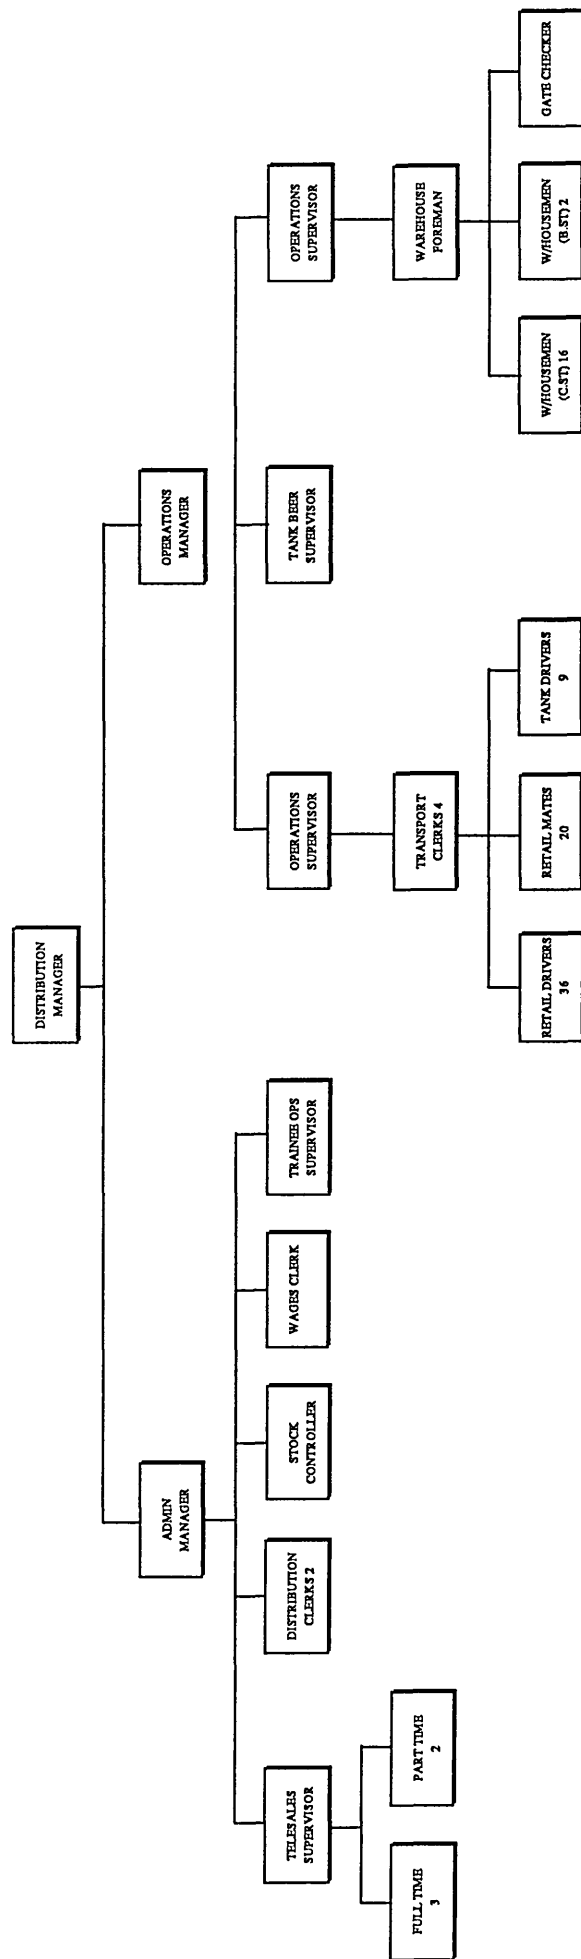 DISTRIBUTION
MANAGER
ADMIN
MANAGER
OPERATIONS
MANAGER
TELESALES
SUPERVISOR
DISTRIBUTION
CLERKS 2
STOCK
CONTROLLER
WAGES CLERK
TRAINEE OPS
SUPERVISOR
OPERATIONS
SUPERVISOR
TANK BEER
SUPERVISOR
OPERATIONS
SUPERVISOR
FULL TIME
3
PART TIME
2
TRANSPORT
CLERKS 4
WAREHOUSE
FOREMAN
RETAIL DRIVERS
36
RETAIL MATES
20
TANK DRIVERS
9
W/HOUSEMEN
(C.ST) 16
W/HOUSEMEN
(B.ST) 2
GATE CHECKER